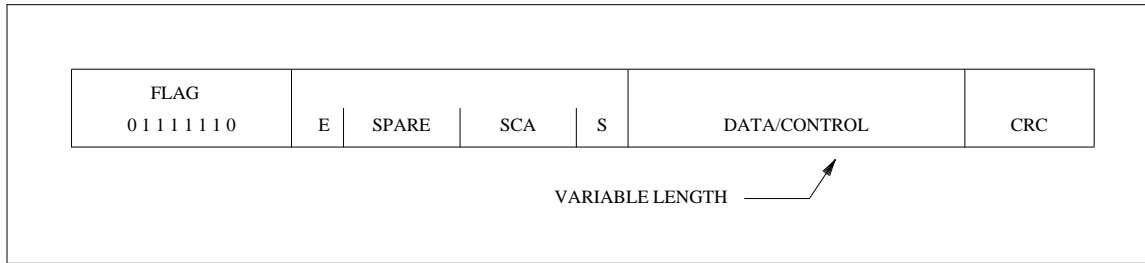 FLAG
0 1 1 1 1 1 1 0 E SPARE SCA S DATA/CONTROL CRC
VARIABLE LENGTH